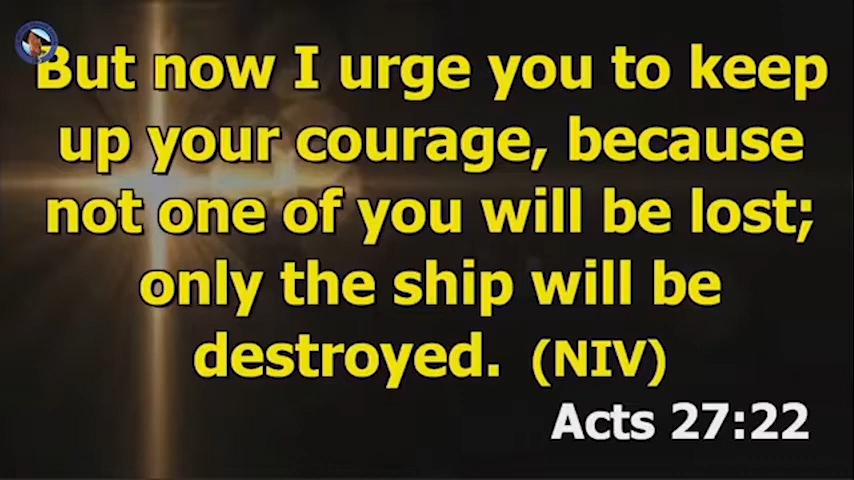 But now I urge you to keep
up your courage, because
not one of you will be lost;
only the ship will be
destroyed. (NIV)
Acts 27:22